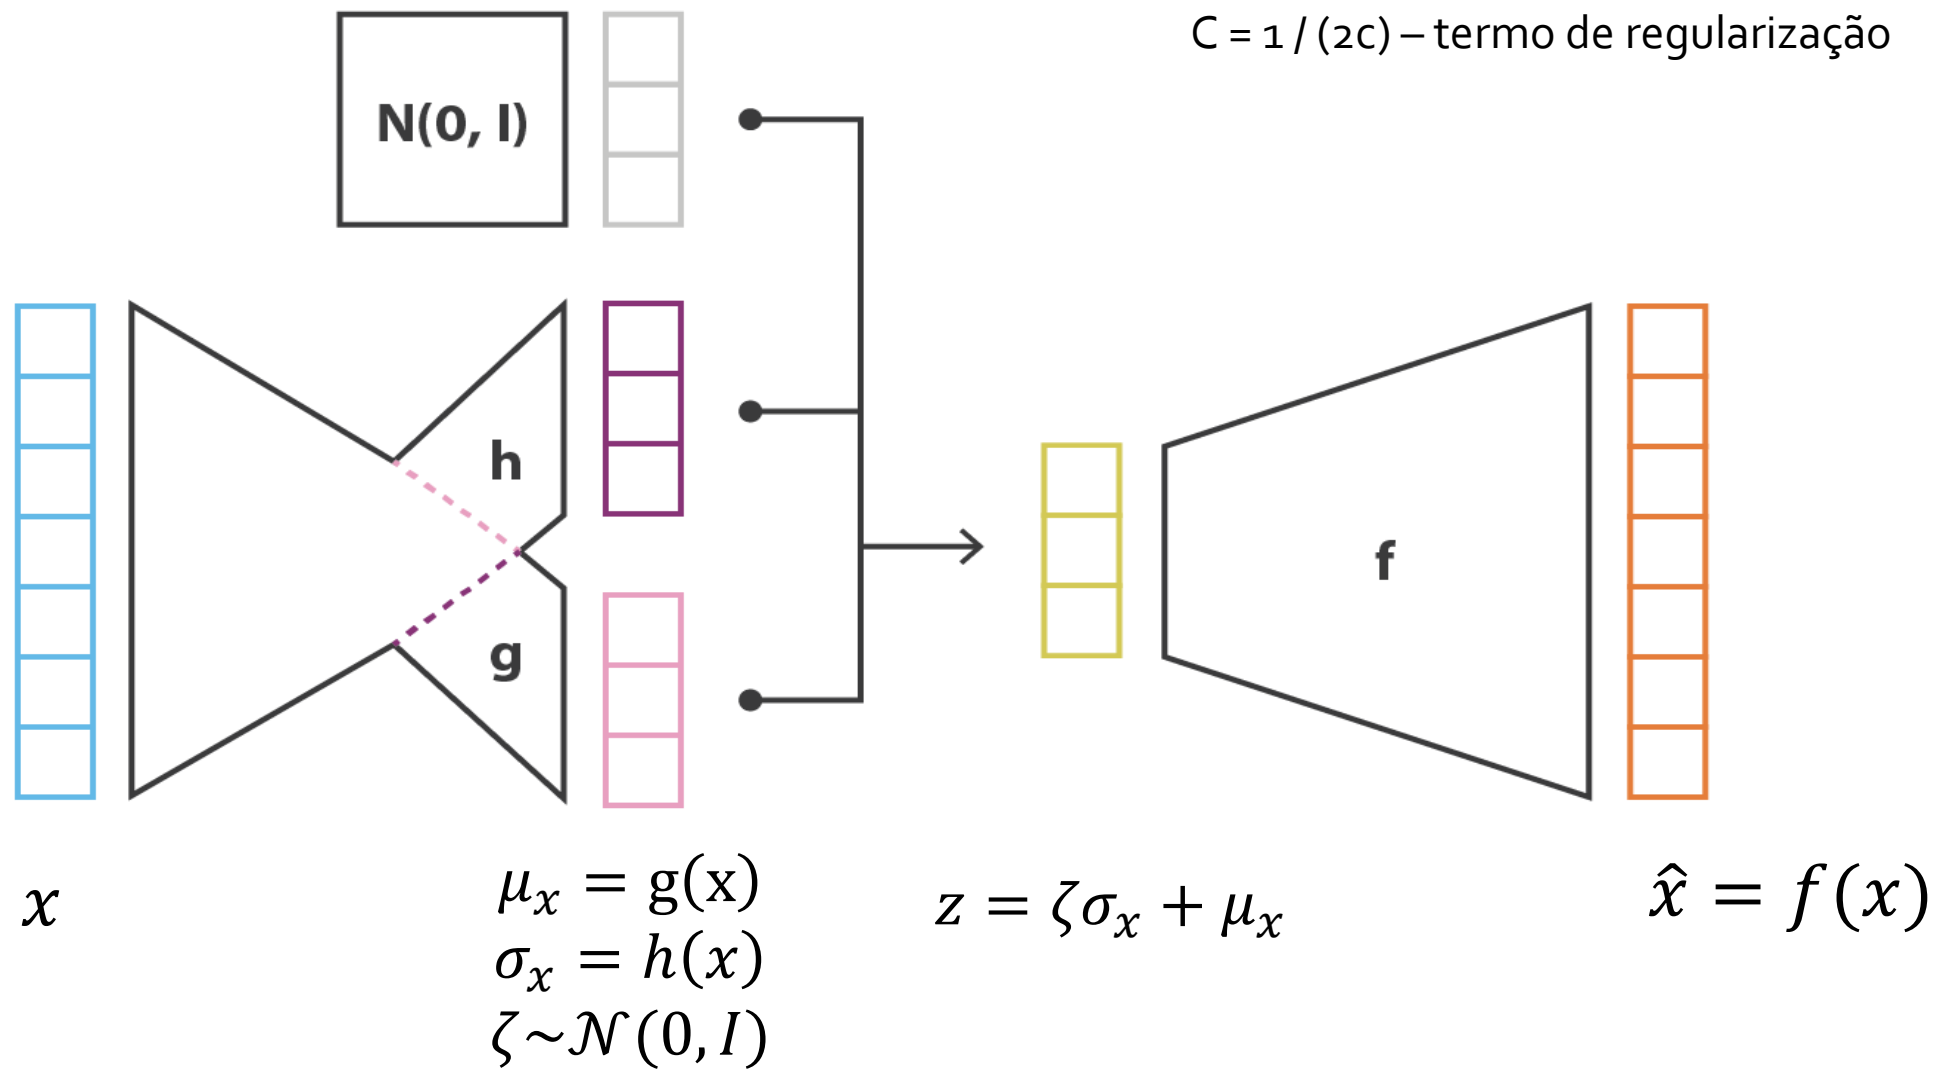 C = 1 / (2c) – termo de regularização
N(0, I)
h
g
f
x
μₓ = g(x)
σₓ = h(x)
ζ~𝒩(0, I)
z = ζσₓ + μₓ
x̂ = f(x)